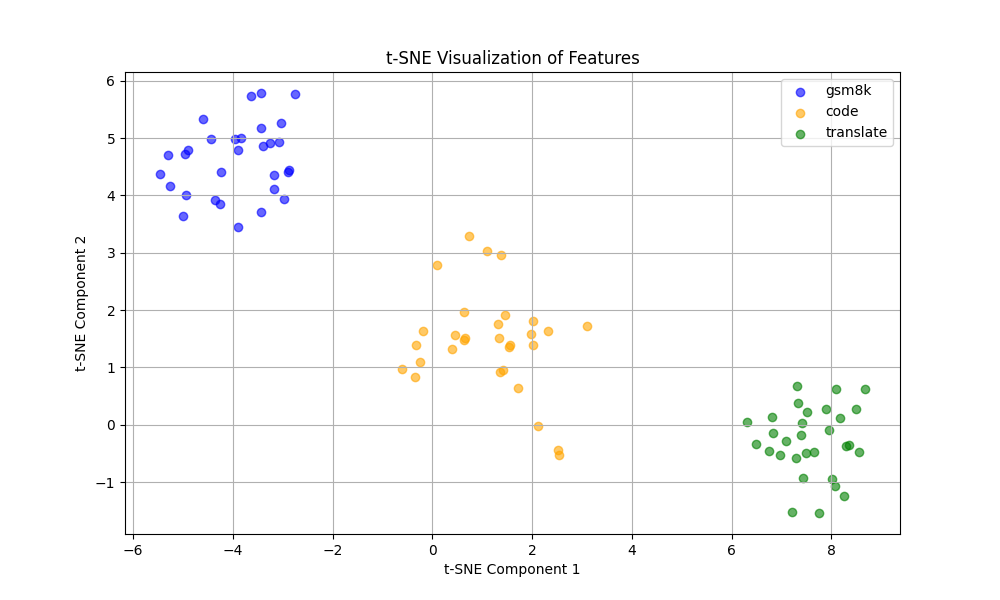 t-SNE Visualization of Features
gsm8k
code
translate
6
5
4
3
2
1
0
−1
t-SNE Component 2
−6
−4
−2
0
2
4
6
8
t-SNE Component 1